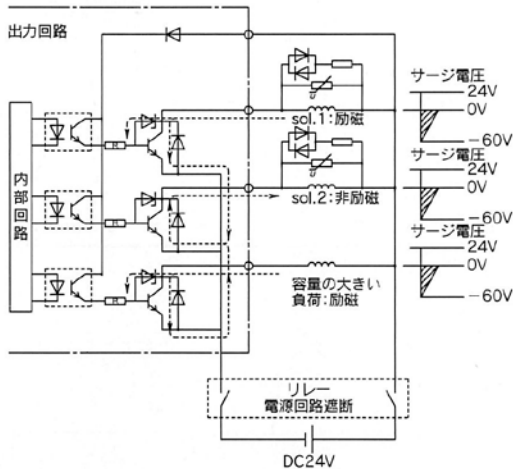 出力回路
内部回路
R
R
R
sol.1:励磁
sol.2:非励磁
容量の大きい
負荷:励磁
サージ電圧
24V
0V
-60V
サージ電圧
24V
0V
-60V
サージ電圧
24V
0V
-60V
リレー
電源回路遮断
DC24V